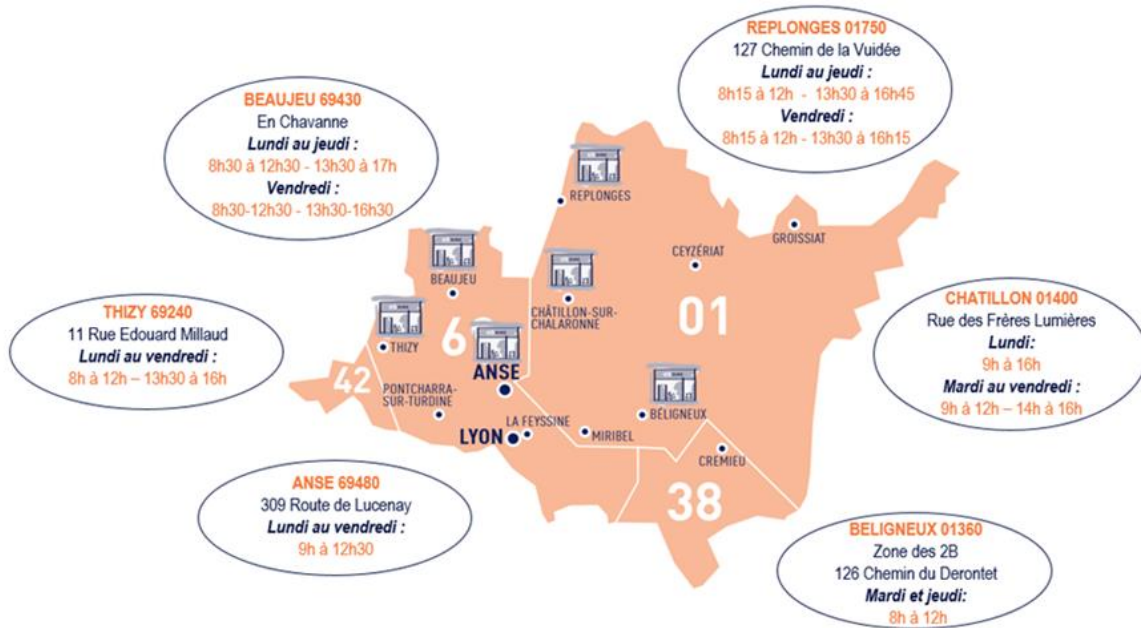 REPLONGES 01750
127 Chemin de la Vuidée
Lundi au jeudi :
8h15 à 12h - 13h30 à 16h45
Vendredi :
8h15 à 12h - 13h30 à 16h15
BEAUJEU 69430
En Chavanne
Lundi au jeudi :
8h30 à 12h30 - 13h30 à 17h
Vendredi :
8h30-12h30 - 13h30-16h30
REPLONGES
GROISSIAT
CEYZÉRIAT
BEAUJEU
CHÂTILLON-SUR-
CHALARONNE
01
THIZY 69240
11 Rue Edouard Millaud
Lundi au vendredi :
8h à 12h – 13h30 à 16h
CHATILLON 01400
Rue des Frères Lumières
Lundi:
9h à 16h
Mardi au vendredi :
9h à 12h – 14h à 16h
THIZY
6
ANSE
42
PONTCHARRA-
SUR-TURDINE
BÉLIGNEUX
LA FEYSSINE
LYON
MIRIBEL
CRÉMIEU
38
ANSE 69480
309 Route de Lucenay
Lundi au vendredi :
9h à 12h30
BELIGNEUX 01360
Zone des 2B
126 Chemin du Derontet
Mardi et jeudi:
8h à 12h